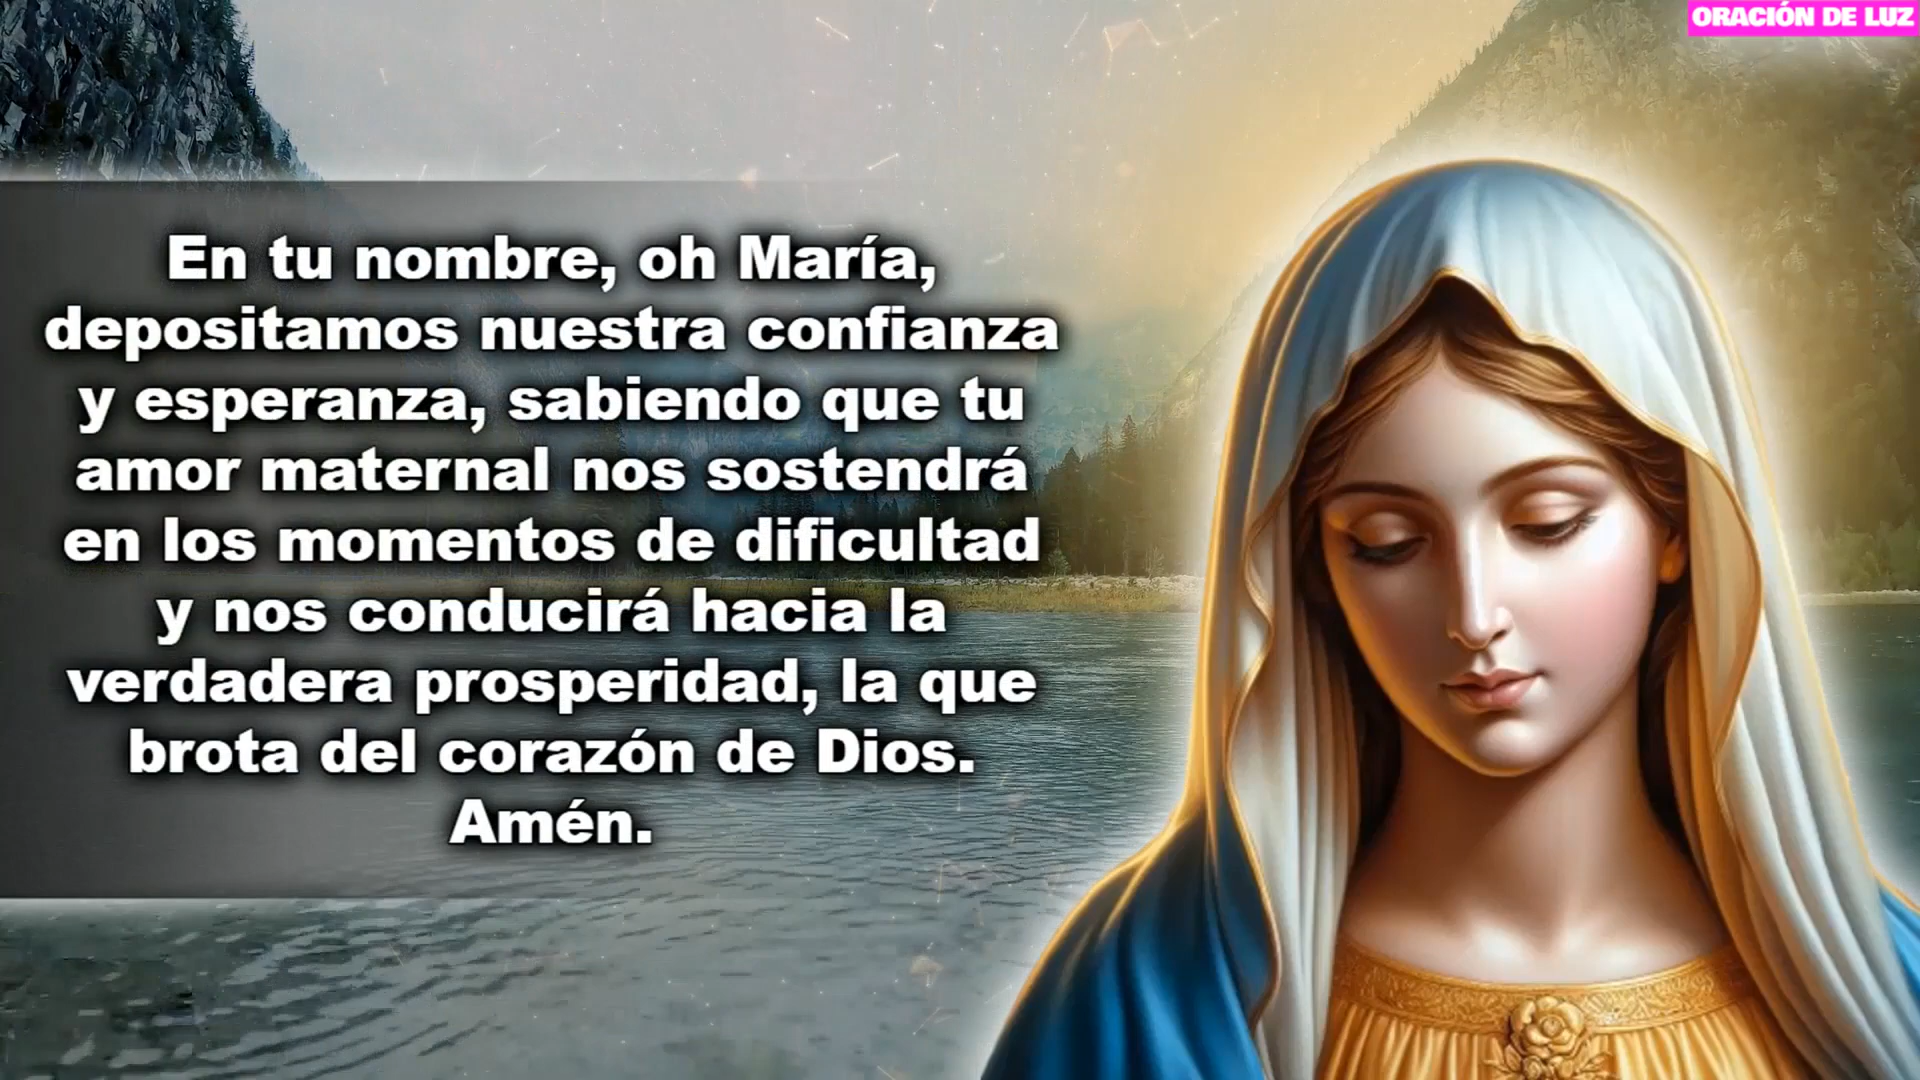 ORACIÓN DE LUZ
En tu nombre, oh María,
depositamos nuestra confianza
y esperanza, sabiendo que tu
amor maternal nos sostendrá
en los momentos de dificultad
y nos conducirá hacia la
verdadera prosperidad, la que
brota del corazón de Dios.
Amén.